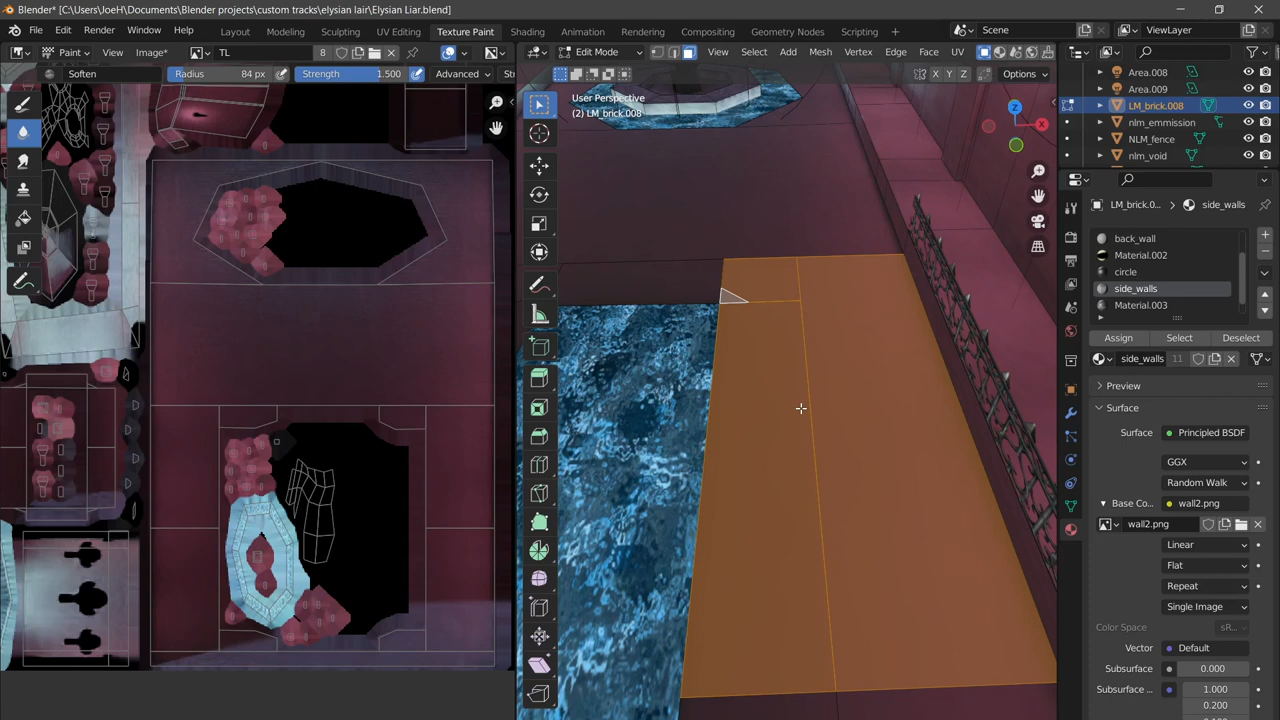 Blender* [C:\Users\JoeH\Documents\Blender projects\custom tracks\elysian lair\Elysian Liar.blend]
File Edit Render Window Help Layout Modeling Sculpting UV Editing Texture Paint Shading Animation Rendering Compositing Geometry Nodes Scripting + Scene ViewLayer
Paint View Image* TL 8 Edit Mode View Select Add Mesh Vertex Edge Face UV
Soften Radius 84 px Strength 1.500 Advanced X Y Z Options
User Perspective
(2) LM_brick.008
Z
X
Area.008
Area.009
LM_brick.008
nlm_emmission
NLM_fence
nlm_void
LM_brick.0... side_walls
back_wall
Material.002
circle
side_walls
Material.003
Assign Select Deselect
side_walls 11
Preview
Surface
Surface Principled BSDF
GGX
Random Walk
Base Co... wall2.png
wall2.png
Linear
Flat
Repeat
Single Image
Color Space sR...
Vector Default
Subsurface 0.000
Subsurface ... 1.000
0.200